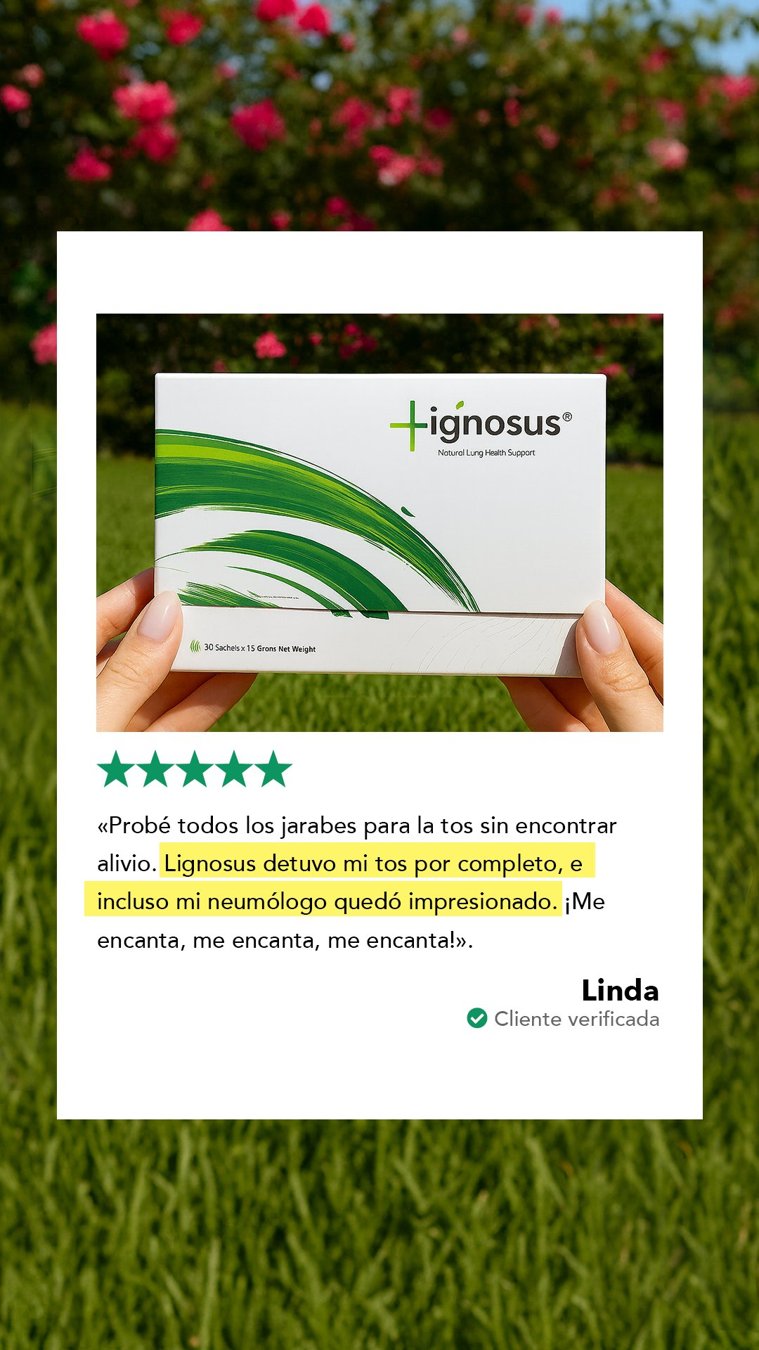 ignosus®
Natural Lung Health Support
30 Sachels x 15 Grons Net Weight
«Probé todos los jarabes para la tos sin encontrar
alivio. Lignosus detuvo mi tos por completo, e
incluso mi neumólogo quedó impresionado. ¡Me
encanta, me encanta, me encanta!».
Linda
Cliente verificada